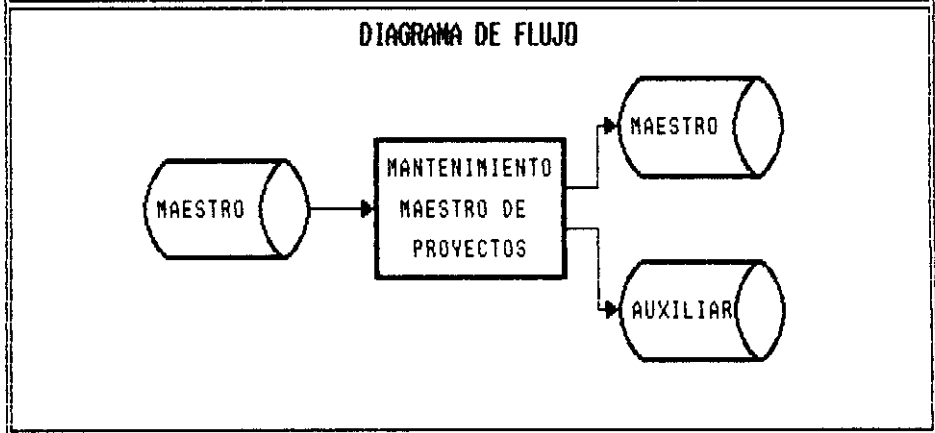 DIAGRAMA DE FLUJO
MAESTRO
MANTENIMIENTO
MAESTRO DE
PROYECTOS
MAESTRO
AUXILIAR